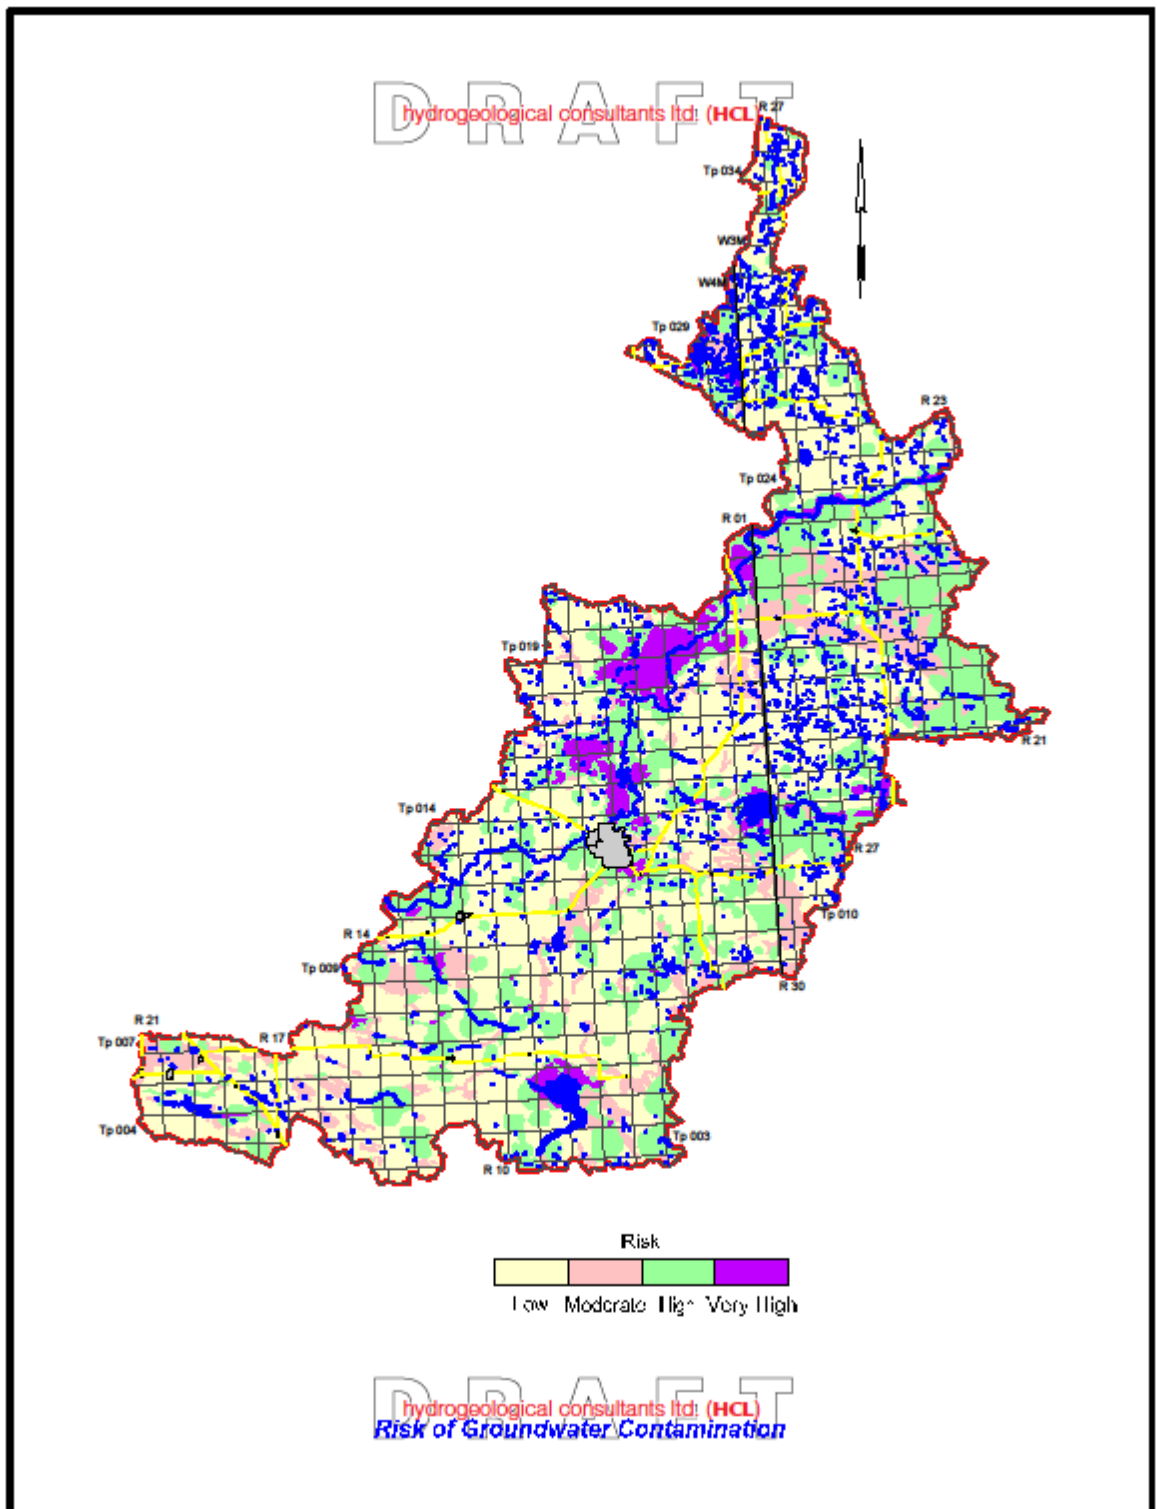 DRAFT
hydrogeological consultants ltd. (HCL)
R 27
Tp 034
W3M
W4M
Tp 029
R 23
Tp 024
R 01
Tp 019
R 21
Tp 014
R 27
Tp 010
R 14
Tp 009
R 30
R 21
Tp 007
R 17
Tp 004
Tp 003
R 10
Risk
Low Moderate High Very High
DRAFT
hydrogeological consultants ltd. (HCL)
Risk of Groundwater Contamination